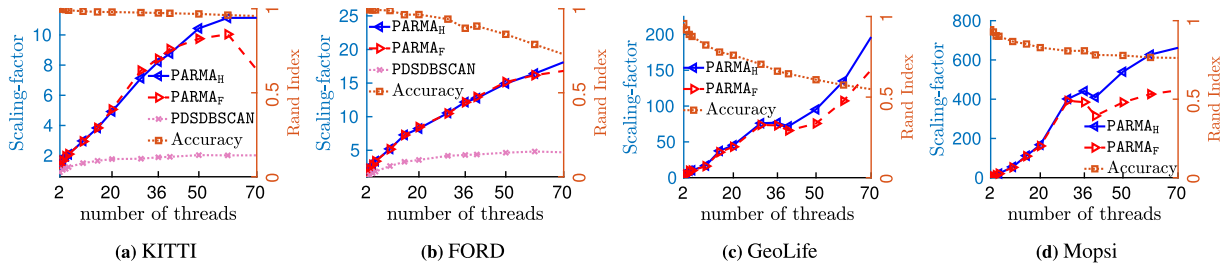 Scaling-factor
10
8
6
4
2
1
0.5
0
Rand Index
PARMA_H
PARMA_F
PDSDBSCAN
Accuracy
2 20 36 50 70
number of threads
(a) KITTI
Scaling-factor
25
20
15
10
5
1
0.5
0
Rand Index
PARMA_H
PARMA_F
PDSDBSCAN
Accuracy
2 20 36 50 70
number of threads
(b) FORD
Scaling-factor
200
150
100
50
0
1
0.5
0
Rand Index
PARMA_H
PARMA_F
Accuracy
2 20 36 50 70
number of threads
(c) GeoLife
Scaling-factor
800
600
400
200
0
1
0.5
0
Rand Index
PARMA_H
PARMA_F
Accuracy
2 20 36 50 70
number of threads
(d) Mopsi